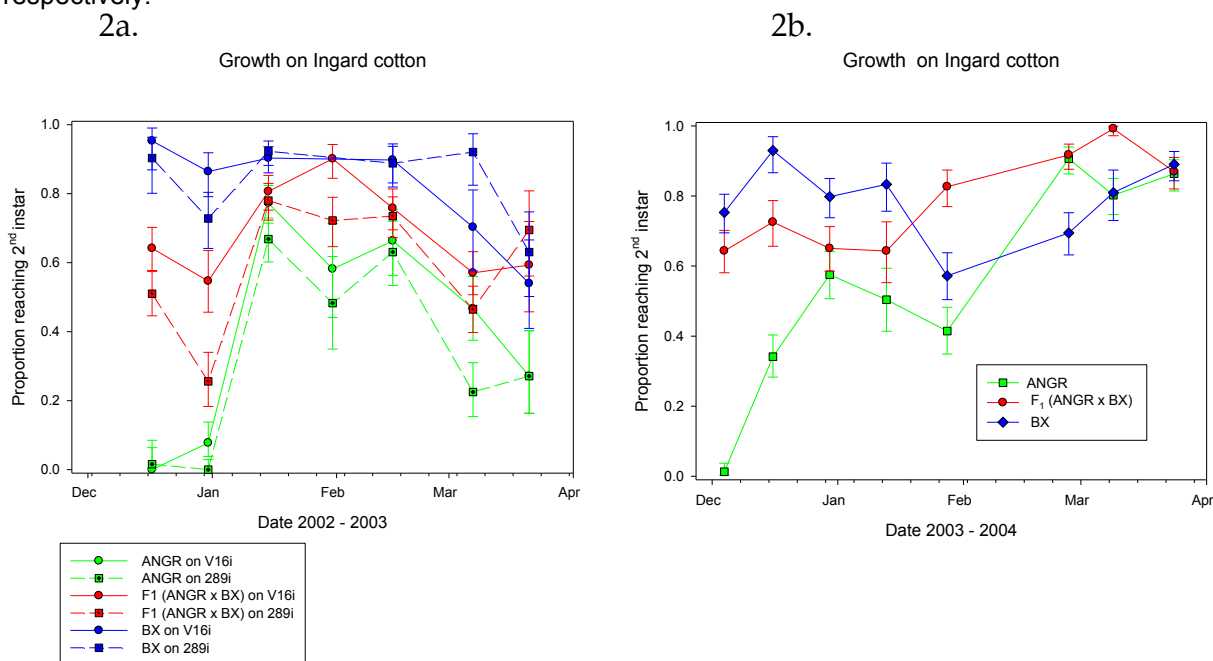 respectively.
2a.
Growth on Ingard cotton
Proportion reaching 2nd instar
1.0
0.8
0.6
0.4
0.2
0.0
Dec Jan Feb Mar Apr
Date 2002 - 2003
ANGR on V16i
ANGR on 289i
F1 (ANGR x BX) on V16i
F1 (ANGR x BX) on 289i
BX on V16i
BX on 289i
2b.
Growth on Ingard cotton
Proportion reaching 2nd instar
1.0
0.8
0.6
0.4
0.2
0.0
ANGR
F1 (ANGR x BX)
BX
Dec Jan Feb Mar Apr
Date 2003 - 2004